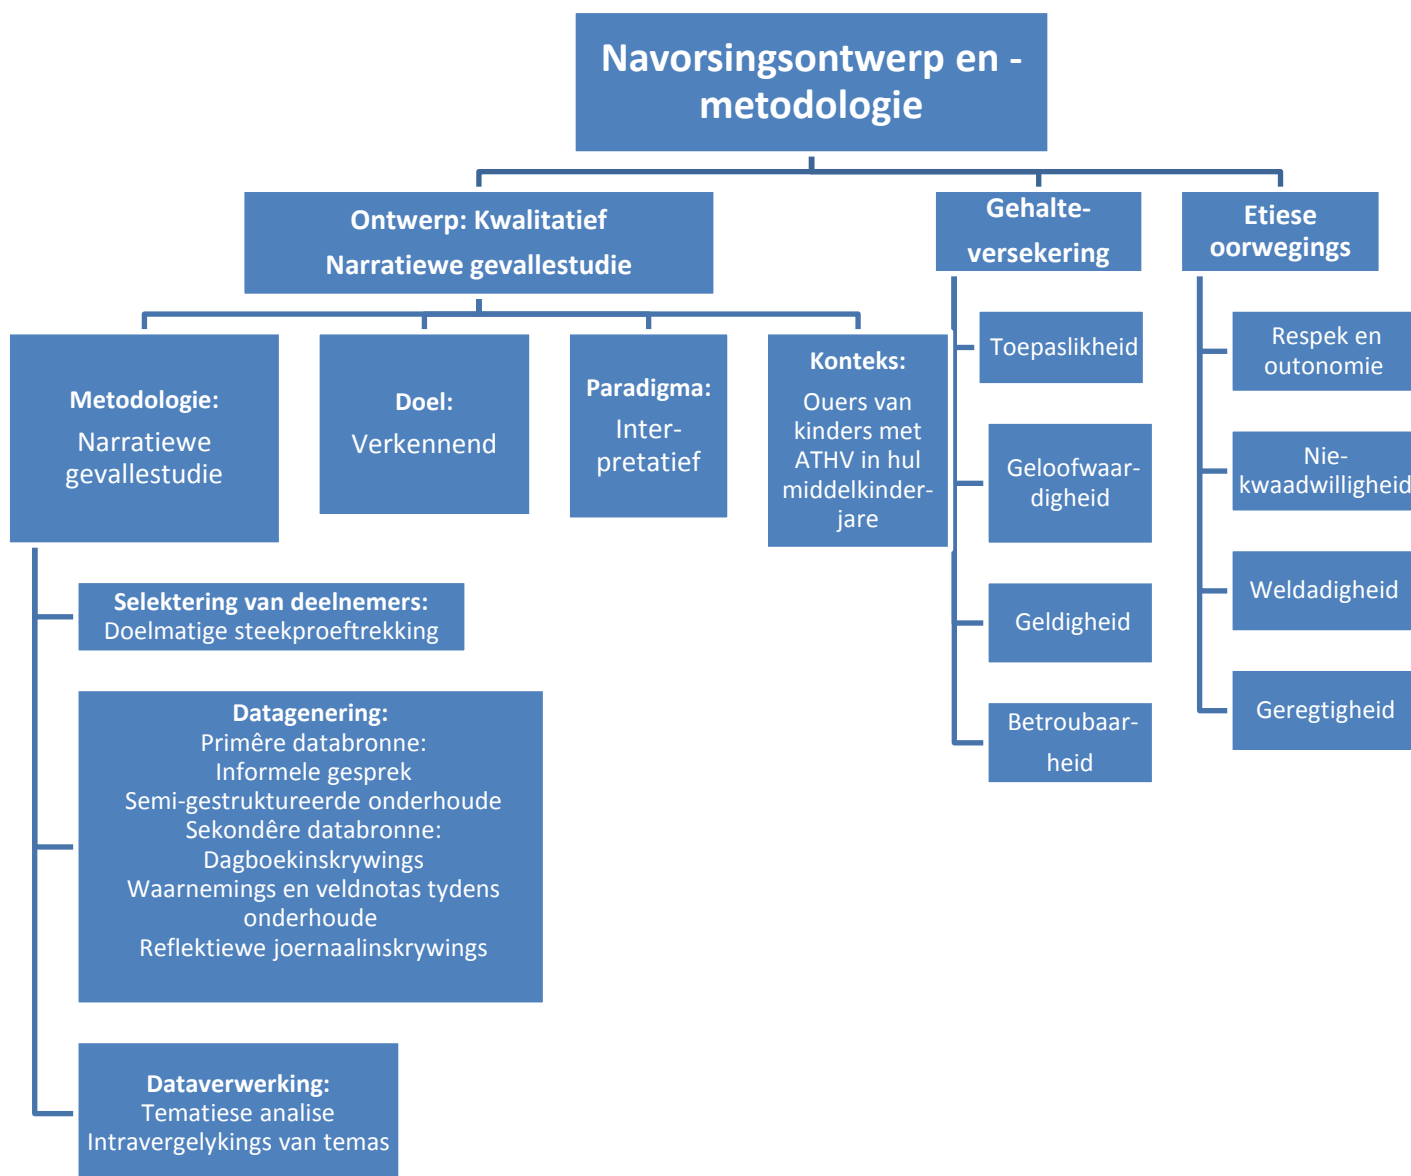 Navorsingsontwerp en -
metodologie
Ontwerp: Kwalitatief
Narratiewe gevallestudie
Gehalte-
versekering
Etiese
oorwegings
Metodologie:
Narratiewe
gevallestudie
Doel:
Verkennend
Paradigma:
Inter-
pretatief
Konteks:
Ouers van
kinders met
ATHV in hul
middelkinder-
jare
Toepaslikheid
Geloofwaar-
digheid
Geldigheid
Betroubaar-
heid
Respek en
outonomie
Nie-
kwaadwilligheid
Weldadigheid
Geregtigheid
Selektering van deelnemers:
Doelmatige steekproeftrekking
Datagenering:
Primêre databronne:
Informele gesprek
Semi-gestruktureerde onderhoude
Sekondêre databronne:
Dagboekinskrywings
Waarnemings en veldnotas tydens
onderhoude
Reflektiewe joernaalinskrywings
Dataverwerking:
Tematiese analise
Intravergelykings van temas